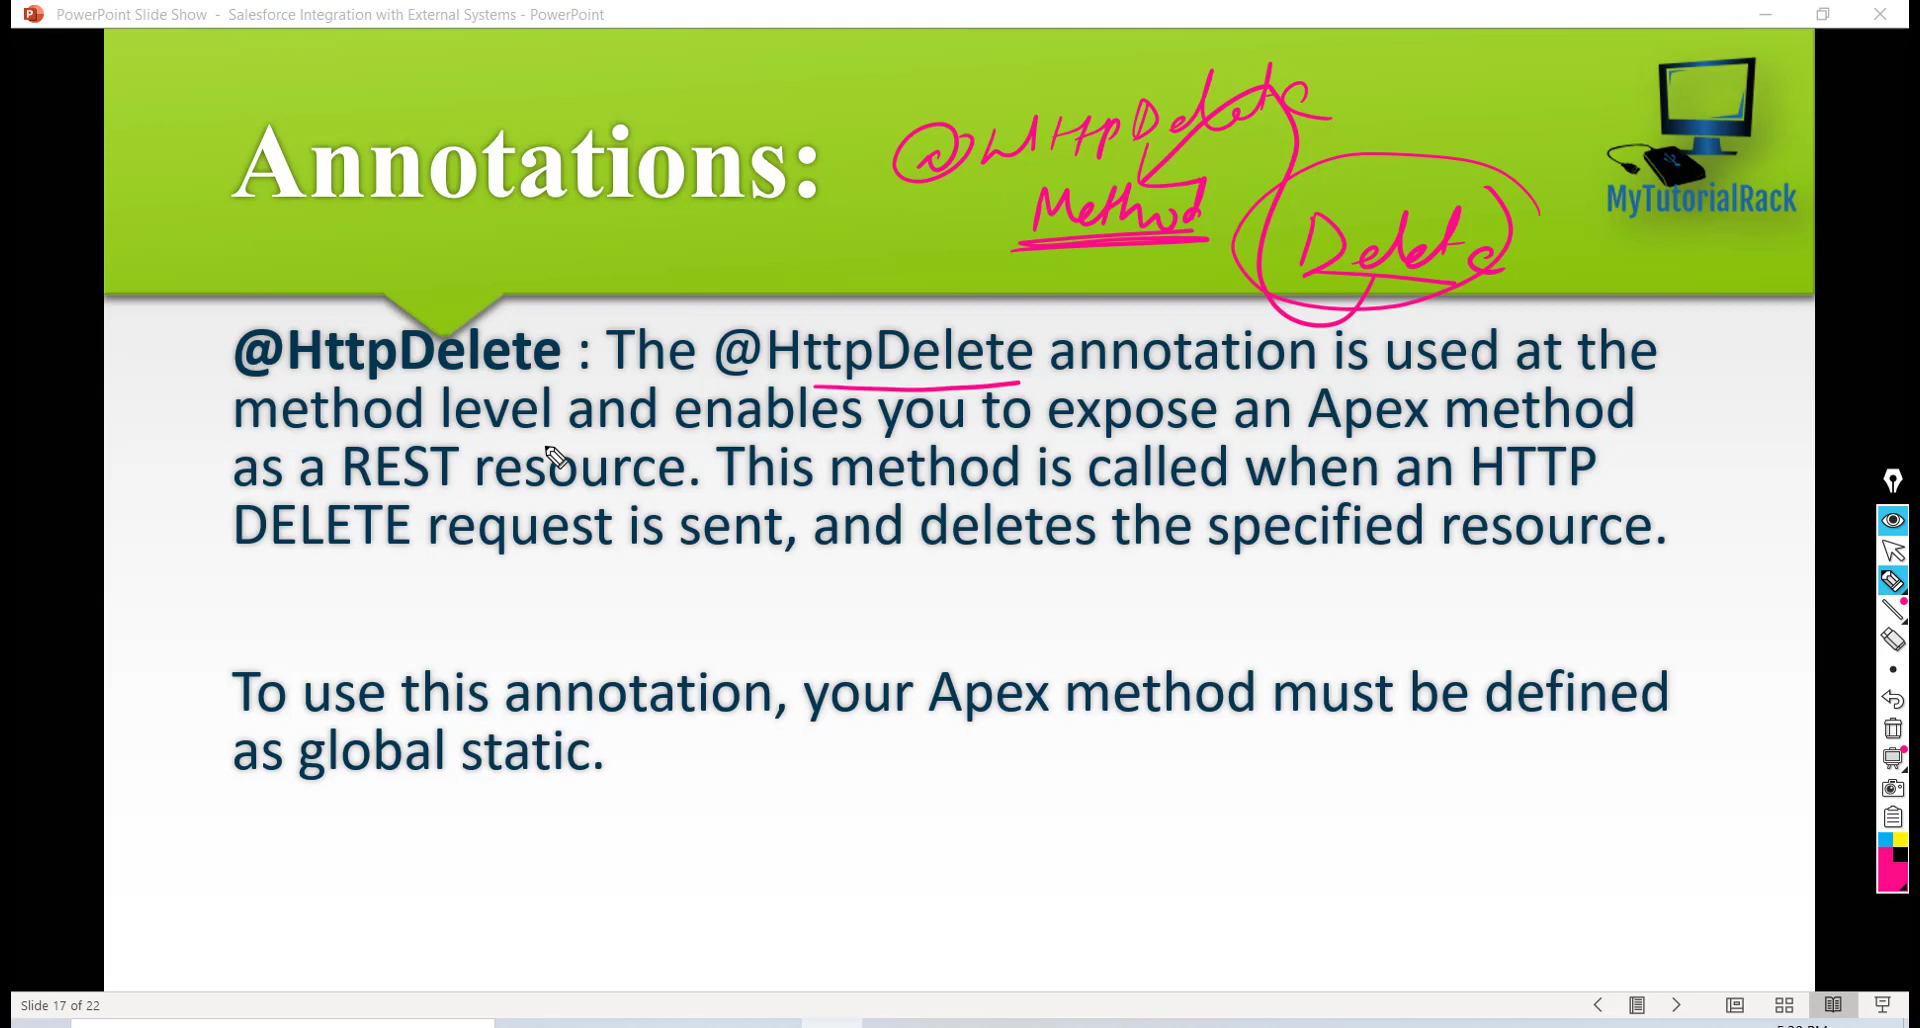 PowerPoint Slide Show - Salesforce Integration with External Systems - PowerPoint
Annotations:
@HttpDelete
Method
Delete
MyTutorialRack
@HttpDelete : The @HttpDelete annotation is used at the
method level and enables you to expose an Apex method
as a REST resource. This method is called when an HTTP
DELETE request is sent, and deletes the specified resource.
To use this annotation, your Apex method must be defined
as global static.
Slide 17 of 22